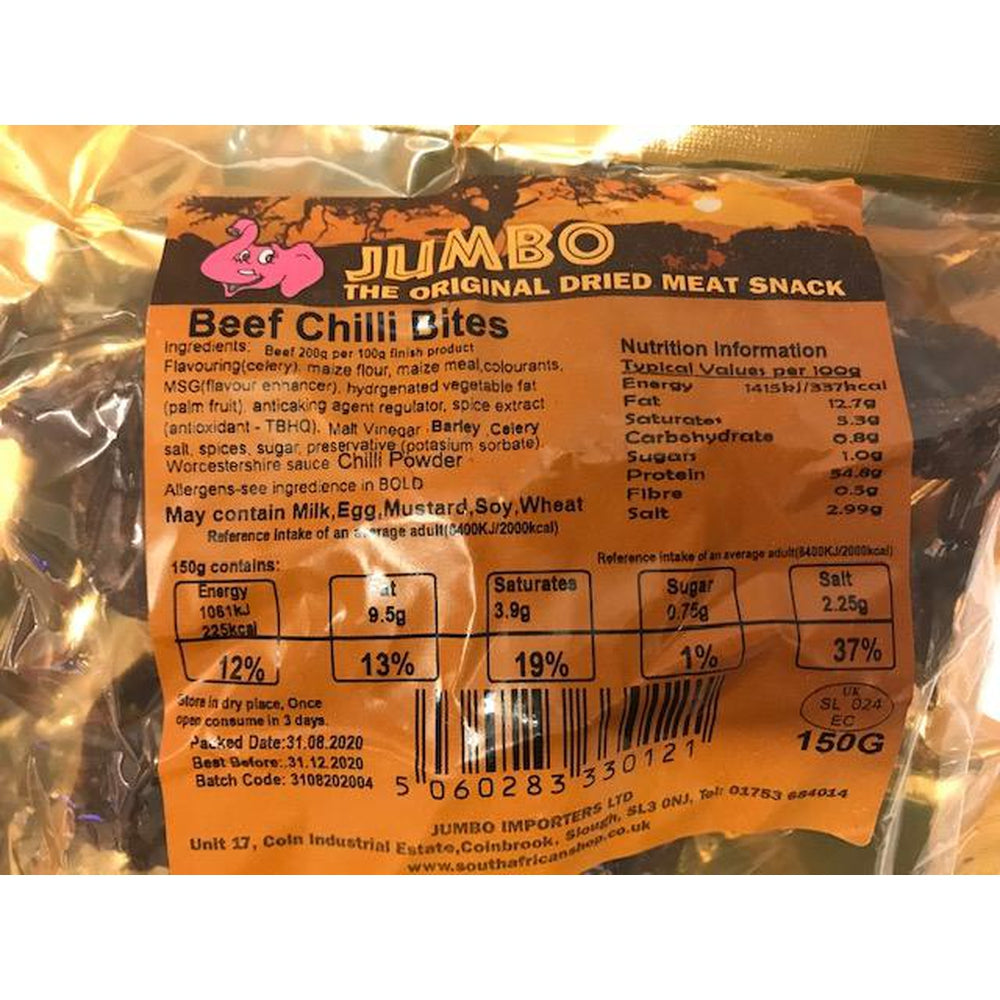 JUMBO
THE ORIGINAL DRIED MEAT SNACK
Beef Chilli Bites
Ingredients: Beef 200g per 100g finish product
Flavouring(celery), maize flour, maize meal,colourants,
MSG(flavour enhancer), hydrgenated vegetable fat
(palm fruit), anticaking agent regulator, spice extract
(antioxidant - TBHQ), Malt Vinegar Barley ,Celery
salt, spices, sugar, preservative (potasium sorbate),
Worcestershire sauce Chilli Powder
Allergens-see ingredience in BOLD
May contain Milk,Egg,Mustard,Soy,Wheat
Reference intake of an average adult(8400KJ/2000kcal)
Nutrition Information
Typical Values per 100g
Energy 1415kJ/337kcal
Fat 12.7g
Saturates 5.3g
Carbohydrate 0.8g
Sugars 1.0g
Protein 54.8g
Fibre 0.5g
Salt 2.99g
Reference intake of an average adult(8400KJ/2000kcal)
150g contains:
Energy
1061kJ
225kcal
12%
Fat
9.5g
13%
Saturates
3.9g
19%
Sugar
0.75g
1%
Salt
2.25g
37%
Store in dry place, Once
open consume in 3 days.
Packed Date:31.08.2020
Best Before:.31.12.2020
Batch Code: 3108202004
5 060283 330121
UK
SL 024
EC
150G
JUMBO IMPORTERS LTD
Unit 17, Coin Industrial Estate,Coinbrook, Slough, SL3 0NJ, Tel: 01753 684014
www.southafricanshop.co.uk